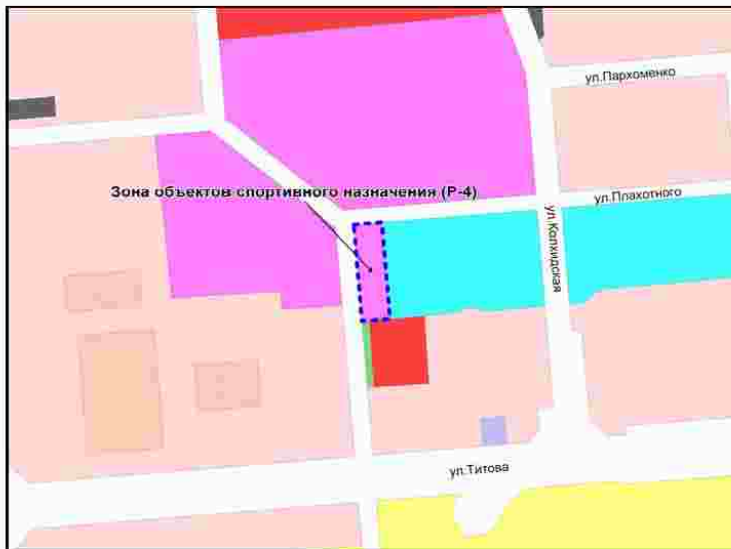 ул.Пархоменко
Зона объектов спортивного назначения (Р-4)
ул.Плахотного
ул.Колхидская
ул.Титова